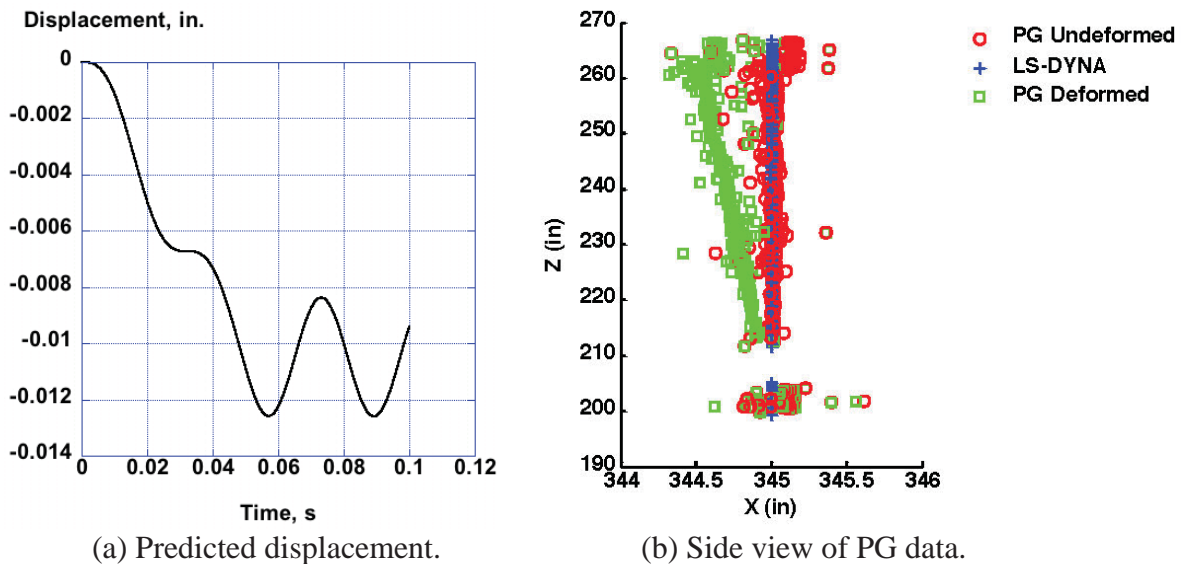 Displacement, in.
0
-0.002
-0.004
-0.006
-0.008
-0.01
-0.012
-0.014
0 0.02 0.04 0.06 0.08 0.1 0.12
Time, s
(a) Predicted displacement.
270
260
250
240
230
220
210
200
190
Z (in)
344 344.5 345 345.5 346
X (in)
PG Undeformed
LS-DYNA
PG Deformed
(b) Side view of PG data.